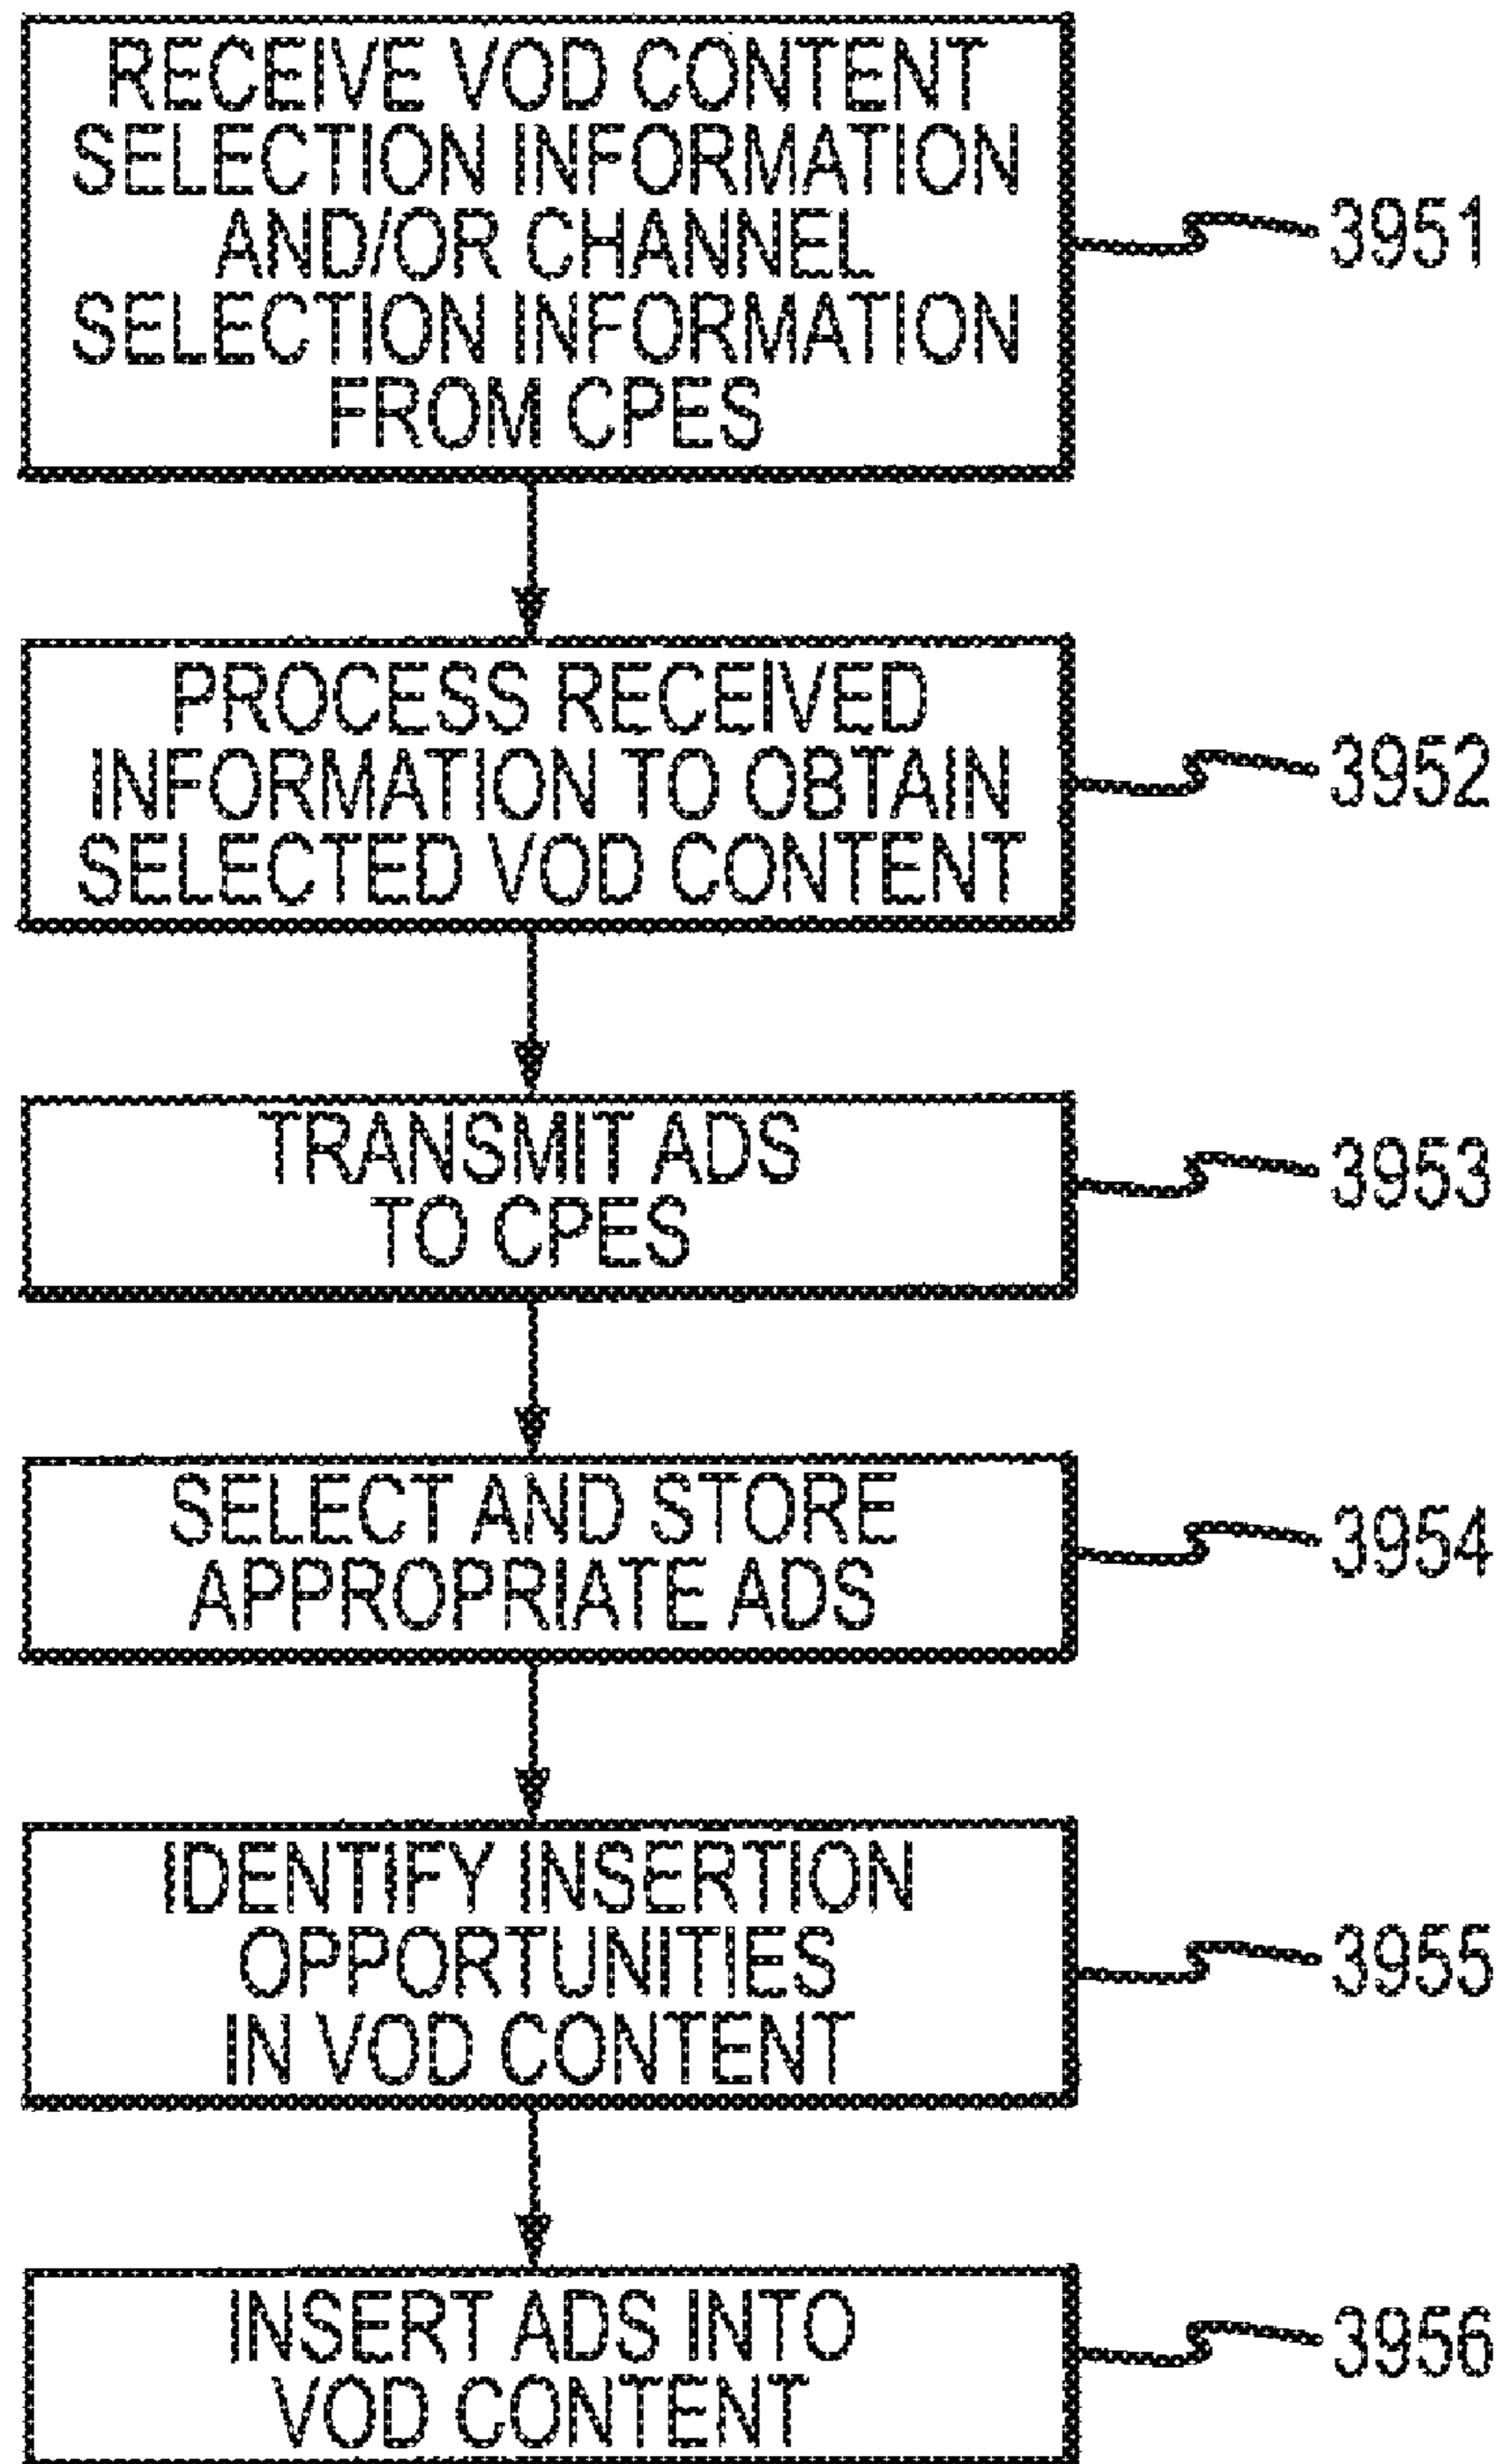 RECEIVE VOD CONTENT
SELECTION INFORMATION
AND/OR CHANNEL
SELECTION INFORMATION
FROM CPES
3951
PROCESS RECEIVED
INFORMATION TO OBTAIN
SELECTED VOD CONTENT
3952
TRANSMIT ADS
TO CPES
3953
SELECT AND STORE
APPROPRIATE ADS
3954
IDENTIFY INSERTION
OPPORTUNITIES
IN VOD CONTENT
3955
INSERT ADS INTO
VOD CONTENT
3956